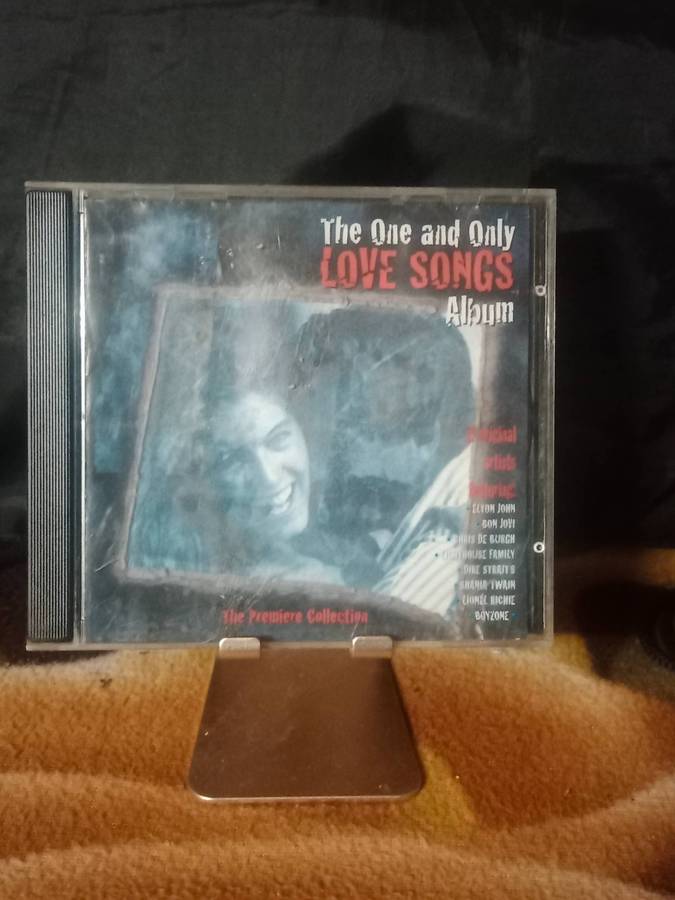 The One and Only
LOVE SONGS
Album
Original
Artists
ELTON JOHN
BON JOVI
CHRIS DE BURGH
LIGHTHOUSE FAMILY
DIRE STRAITS
SHANIA TWAIN
LIONEL RICHIE
BOYZONE
The Premiere Collection